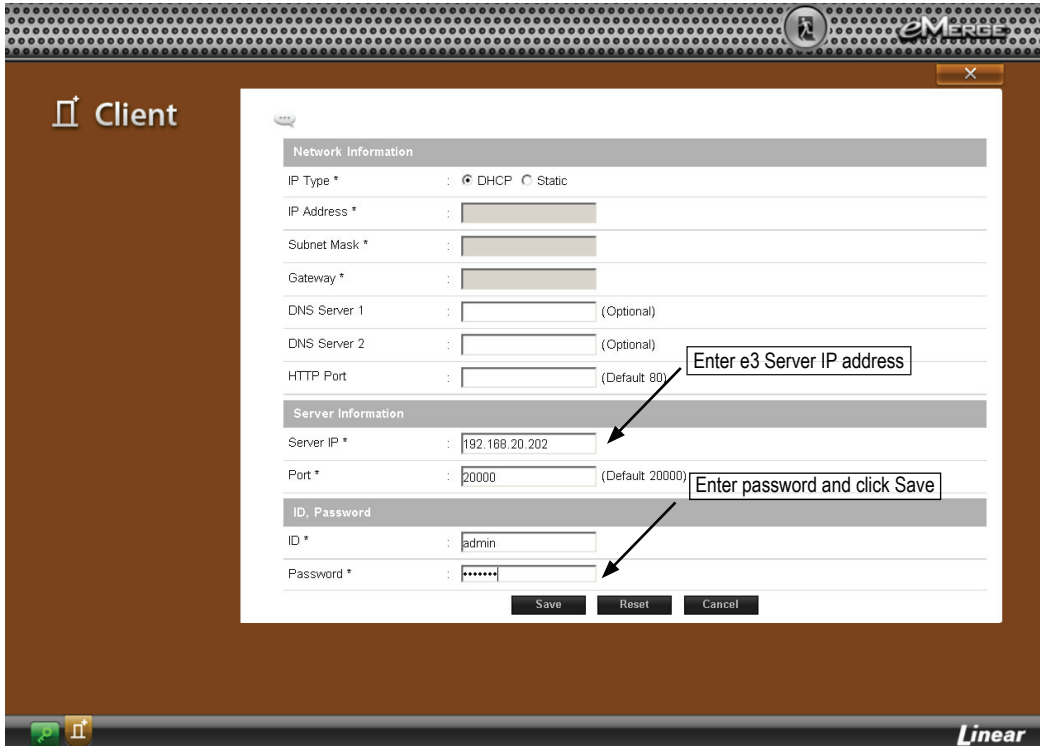 eMERGE
Client
Network Information
IP Type * : DHCP Static
IP Address * :
Subnet Mask * :
Gateway * :
DNS Server 1 : (Optional)
DNS Server 2 : (Optional)
HTTP Port : (Default 80)
Enter e3 Server IP address
Server Information
Server IP * : 192.168.20.202
Port * : 20000 (Default 20000)
Enter password and click Save
ID, Password
ID * : admin
Password * : •••••••
Save Reset Cancel
Linear